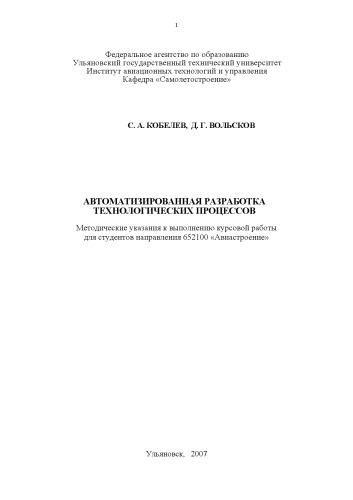 1
Федеральное агентство по образованию
Ульяновский государственный технический университет
Институт авиационных технологий и управления
Кафедра «Самолетостроение»
С. А. КОБЕЛЕВ, Д. Г. ВОЛЬСКОВ
АВТОМАТИЗИРОВАННАЯ РАЗРАБОТКА
ТЕХНОЛОГИЧЕСКИХ ПРОЦЕССОВ
Методические указания к выполнению курсовой работы
для студентов направления 652100 «Авиастроение»
Ульяновск, 2007